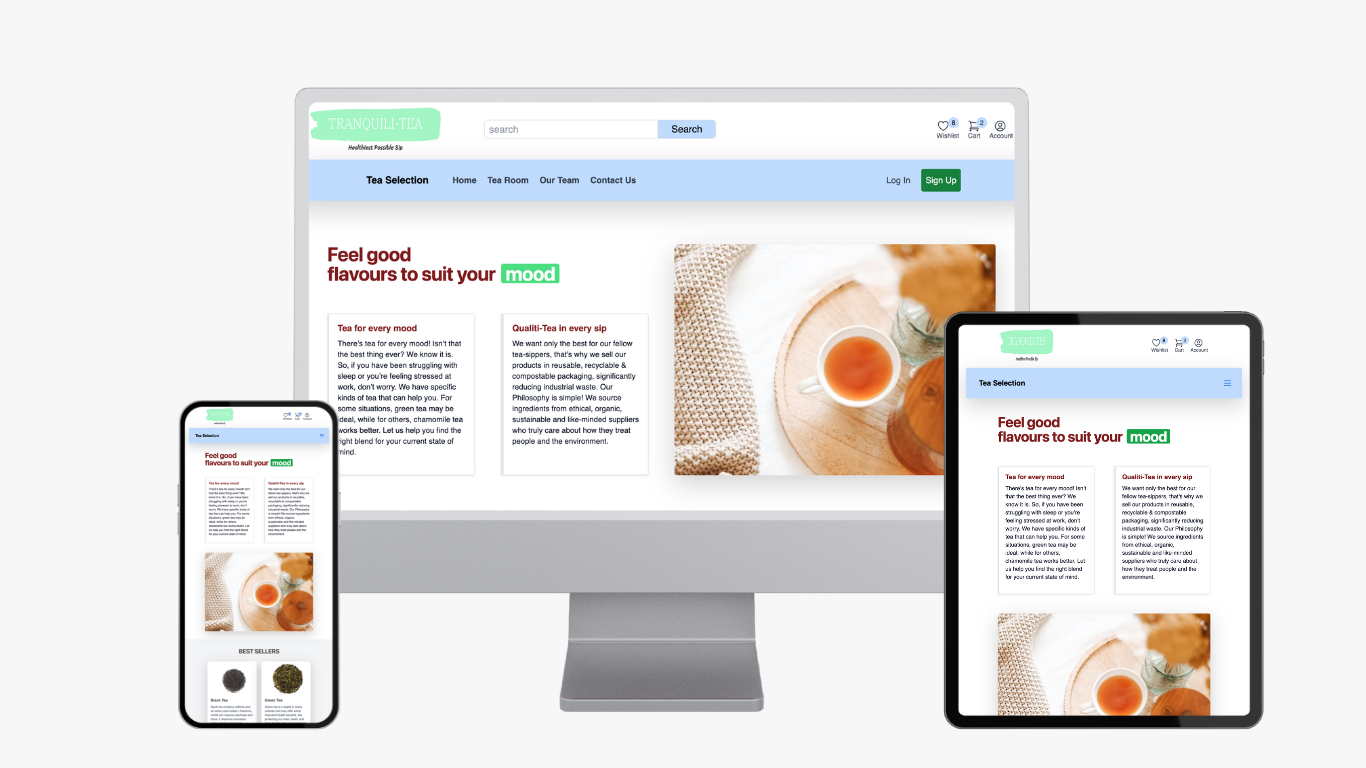 TRANQUILI-TEA
Healthiest Possible Sip
search
Search
8
2
Wishlist
Cart
Account
Tea Selection
Home
Tea Room
Our Team
Contact Us
Log In
Sign Up
Feel good
flavours to suit your mood
Tea for every mood
There's tea for every mood! Isn't that
the best thing ever? We know it is.
So, if you have been struggling with
sleep or you're feeling stressed at
work, don't worry. We have specific
kinds of tea that can help you. For
some situations, green tea may be
ideal, while for others, chamomile tea
works better. Let us help you find the
right blend for your current state of
mind.
Qualiti-Tea in every sip
We want only the best for our fellow
tea-sippers, that's why we sell our
products in reusable, recyclable &
compostable packaging, significantly
reducing industrial waste. Our
Philosophy is simple! We source
ingredients from ethical, organic,
sustainable and like-minded suppliers
who truly care about how they treat
people and the environment.
TRANQUILI-TEA
Wishlist
Cart
Account
Tea Selection
Feel good
flavours to suit your mood
Tea for every mood
There's tea for every mood! Isn't
that the best thing ever? We
know it is. So, if you have been
struggling with sleep or you're
feeling stressed at work, don't
worry. We have specific kinds of
tea that can help you. For some
situations, green tea may be
ideal, while for others,
chamomile tea works better. Let
us help you find the right blend
for your current state of mind.
Qualiti-Tea in every sip
We want only the best for our
fellow tea-sippers, that's why we
sell our products in reusable,
recyclable & compostable
packaging, significantly reducing
industrial waste. Our Philosophy
is simple! We source ingredients
from ethical, organic,
sustainable and like-minded
suppliers who truly care about
how they treat people and the
environment.
Tea Selection
Feel good
flavours to suit your mood
Tea for every mood
Qualiti-Tea in every sip
BEST SELLERS
Black Tea
Green Tea